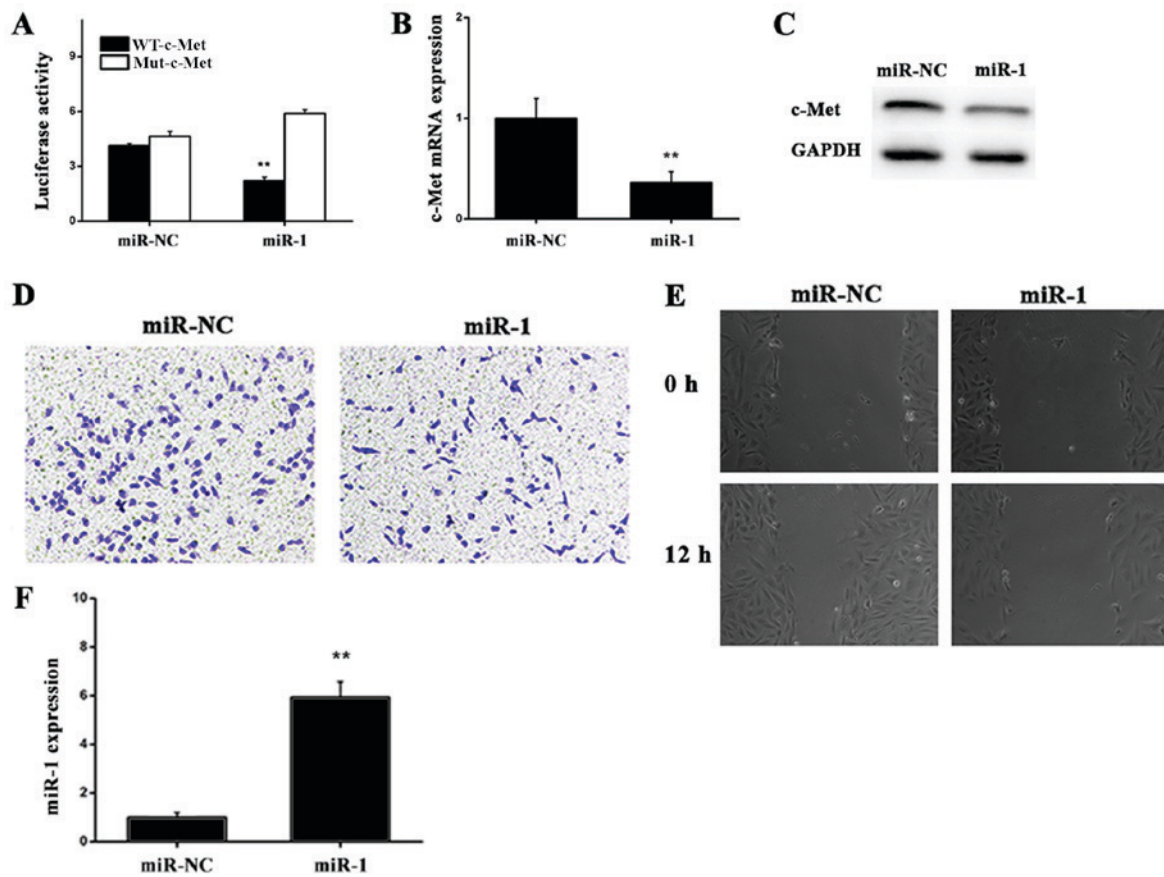 A
WT-c-Met
Mut-c-Met
Luciferase activity
9
6
3
0
**
miR-NC miR-1
B
c-Met mRNA expression
2
1
0
**
miR-NC miR-1
C
miR-NC miR-1
c-Met
GAPDH
D
miR-NC miR-1
E
miR-NC miR-1
0 h
12 h
F
miR-1 expression
10
8
6
4
2
0
**
miR-NC miR-1